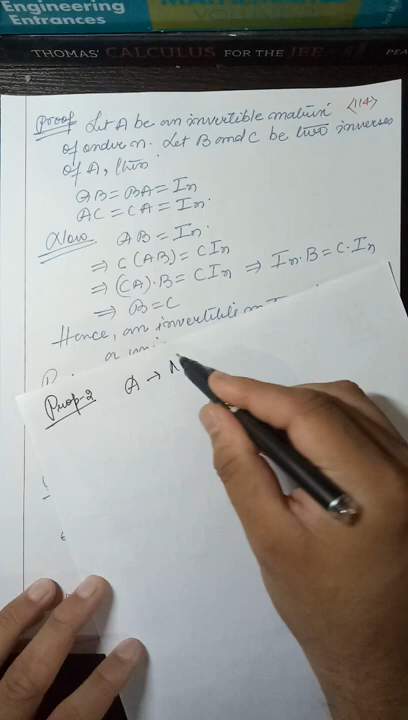 Engineering
Entrances
THOMAS' CALCULUS FOR THE JEE
Proof Let A be an invertible matrix <114>
of order n. Let B and C be two inverses
of A, then
AB = BA = In
AC = CA = In.
Now AB = In.
⇒ C(AB) = CIn
⇒ (CA).B = CIn ⇒ In.B = C.In
⇒ B = C
Hence, an invertible
Prop-2 A →